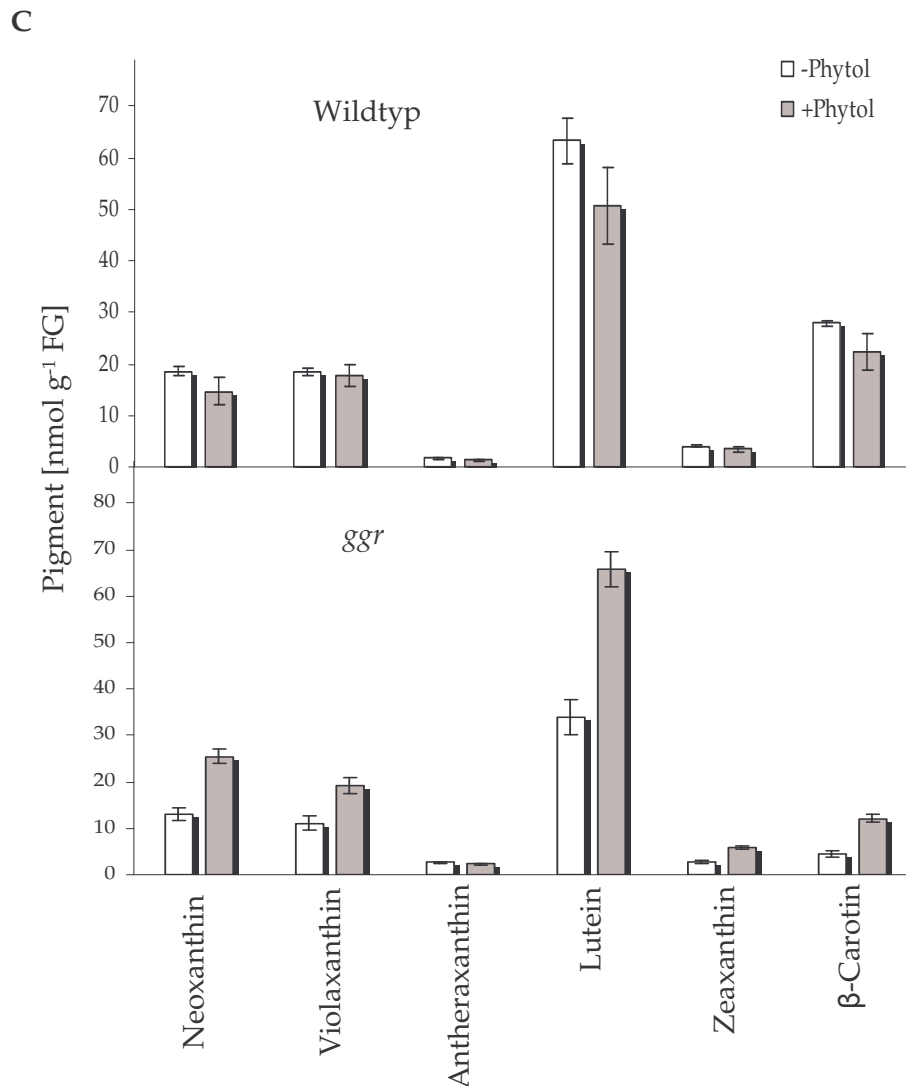 C
-Phytol
+Phytol
Wildtyp
70
60
50
40
30
20
10
0
Pigment [nmol g⁻¹ FG]
ggr
80
70
60
50
40
30
20
10
0
Neoxanthin
Violaxanthin
Antheraxanthin
Lutein
Zeaxanthin
β-Carotin